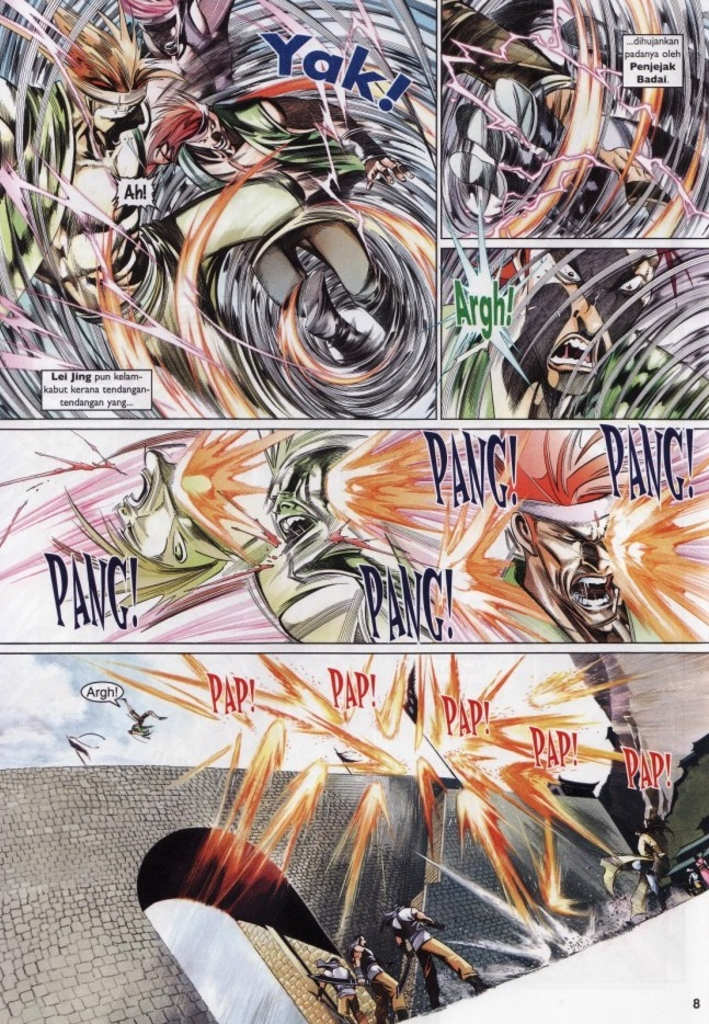 Yak!
Ah!
Lei Jing pun kelam-
kabut kerana tendangan-
tendangan yang...
...dihujankan
padanya oleh
Penjejak
Badai.
Argh!
PANG!
PANG!
PANG!
PANG!
Argh!
PAP!
PAP!
PAP!
PAP!
PAP!
8